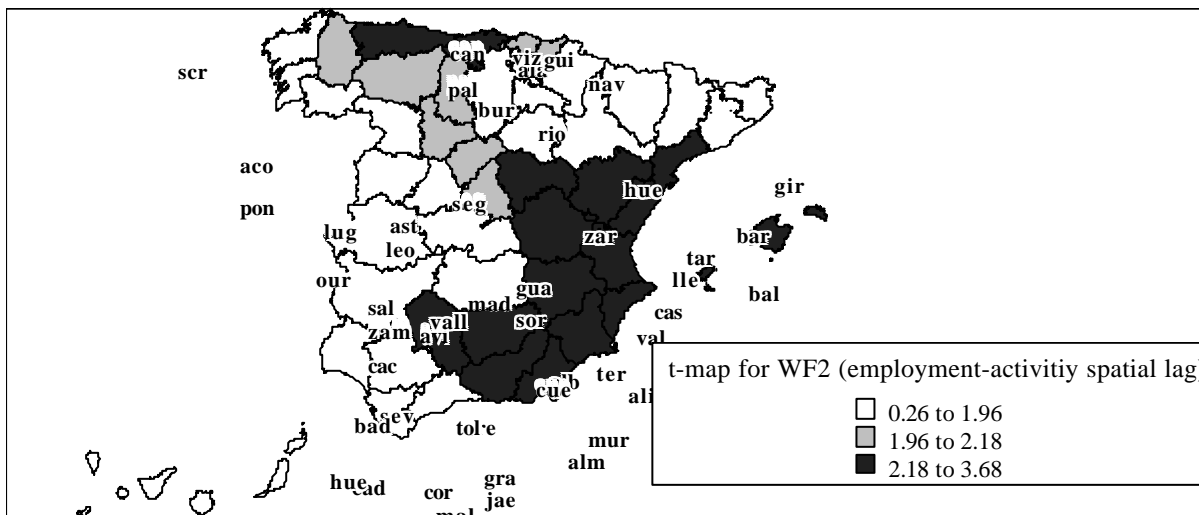 can
viz gui
ala
scr
nav
pal
bur
rio
aco
hue
gir
seg
pon
ast
lug
zar
bar
leo
tar
lle
our
gua
bal
mad
sal
cas
vall
sor
zam
avi
val
t-map for WF2 (employment-activitiy spatial lag)
cac
ter
cue
ali
0.26 to 1.96
sev
bad
1.96 to 2.18
mur
alm
2.18 to 3.68
gra
hue
cor
jae